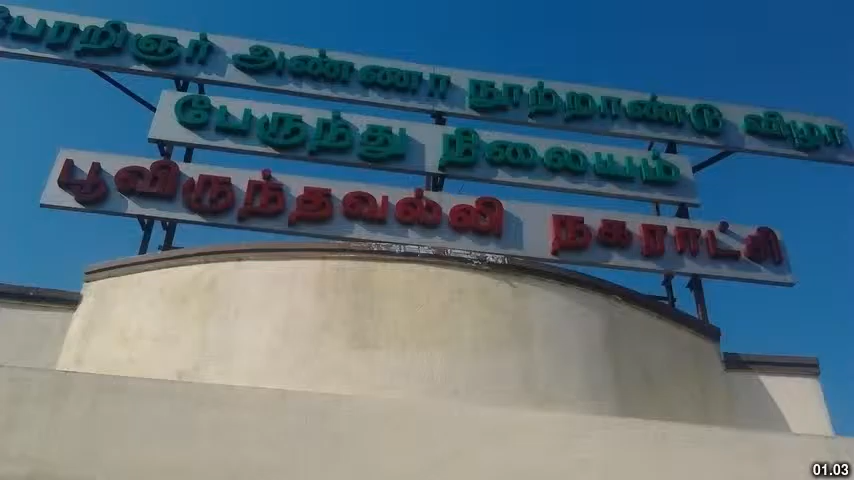 பேரறிஞர் அண்ணா நூற்றாண்டு விழா
பேருந்து நிலையம்
பூவிருந்தவல்லி நகராட்சி
01.03